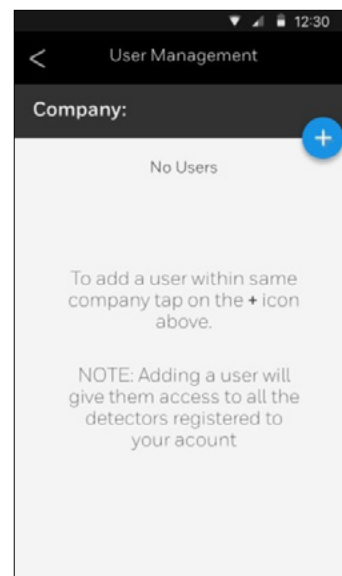 12:30
< User Management
Company:
+
No Users
To add a user within same
company tap on the + icon
above.
NOTE: Adding a user will
give them access to all the
detectors registered to
your acount